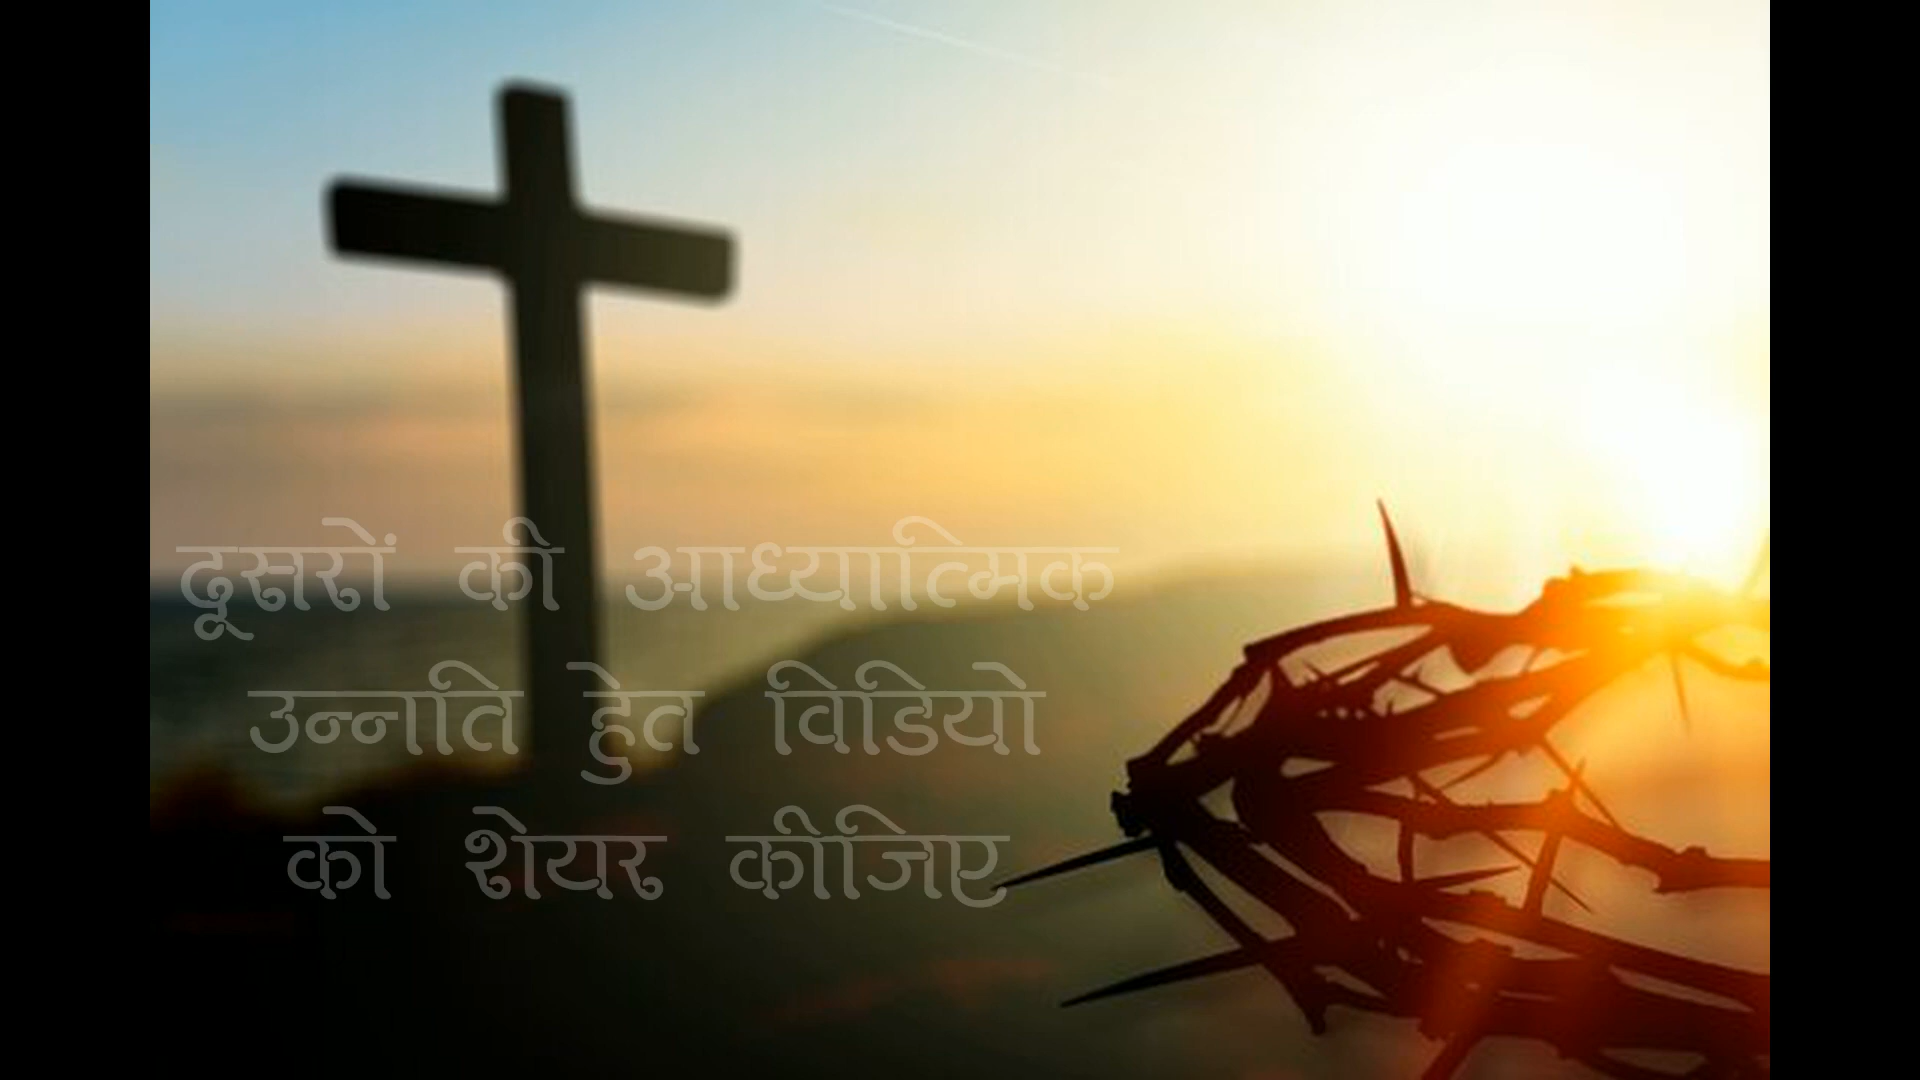 दूसरों की आध्यात्मिक
उन्नति हेुत विडियो
को शेयर कीजिए